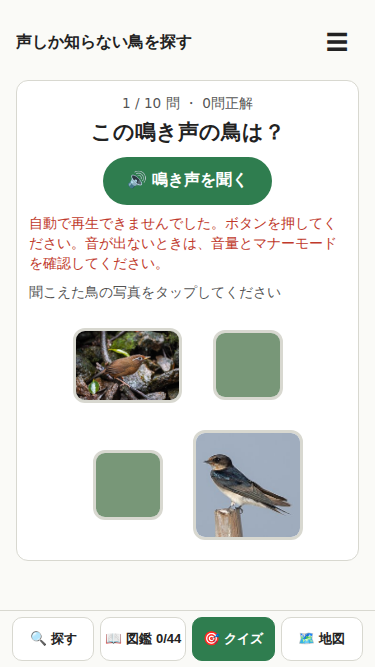 声しか知らない鳥を探す
1 / 10 問 ・ 0問正解
この鳴き声の鳥は？
🔊 鳴き声を聞く
自動で再生できませんでした。ボタンを押してく
ださい。音が出ないときは、音量とマナーモード
を確認してください。
聞こえた鳥の写真をタップしてください
🔍 探す
📖 図鑑 0/44
🎯 クイズ
🗺️ 地図